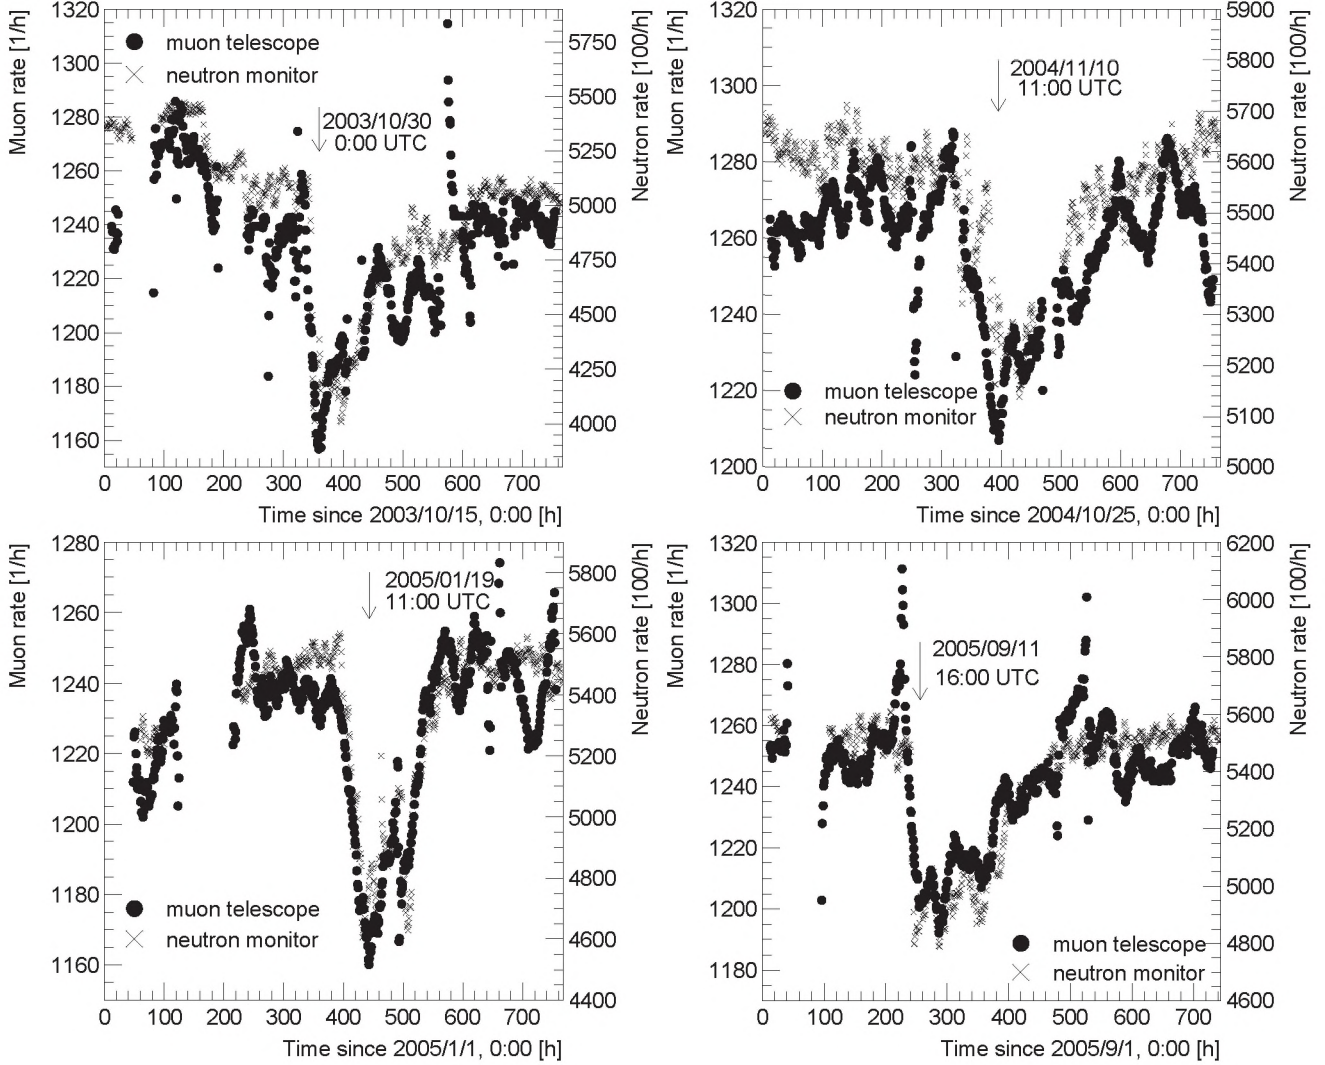 Muon rate [1/h]
1320
1300
1280
1260
1240
1220
1200
1180
1160
muon telescope
neutron monitor
2003/10/30
0:00 UTC
5750
5500
5250
5000
4750
4500
4250
4000
Neutron rate [100/h]
0 100 200 300 400 500 600 700
Time since 2003/10/15, 0:00 [h]
Muon rate [1/h]
1320
1300
1280
1260
1240
1220
1200
2004/11/10
11:00 UTC
muon telescope
neutron monitor
5900
5800
5700
5600
5500
5400
5300
5200
5100
5000
Neutron rate [100/h]
0 100 200 300 400 500 600 700
Time since 2004/10/25, 0:00 [h]
Muon rate [1/h]
1280
1260
1240
1220
1200
1180
1160
2005/01/19
11:00 UTC
muon telescope
neutron monitor
5800
5600
5400
5200
5000
4800
4600
4400
Neutron rate [100/h]
0 100 200 300 400 500 600 700
Time since 2005/1/1, 0:00 [h]
Muon rate [1/h]
1320
1300
1280
1260
1240
1220
1200
1180
2005/09/11
16:00 UTC
muon telescope
neutron monitor
6200
6000
5800
5600
5400
5200
5000
4800
4600
Neutron rate [100/h]
0 100 200 300 400 500 600 700
Time since 2005/9/1, 0:00 [h]